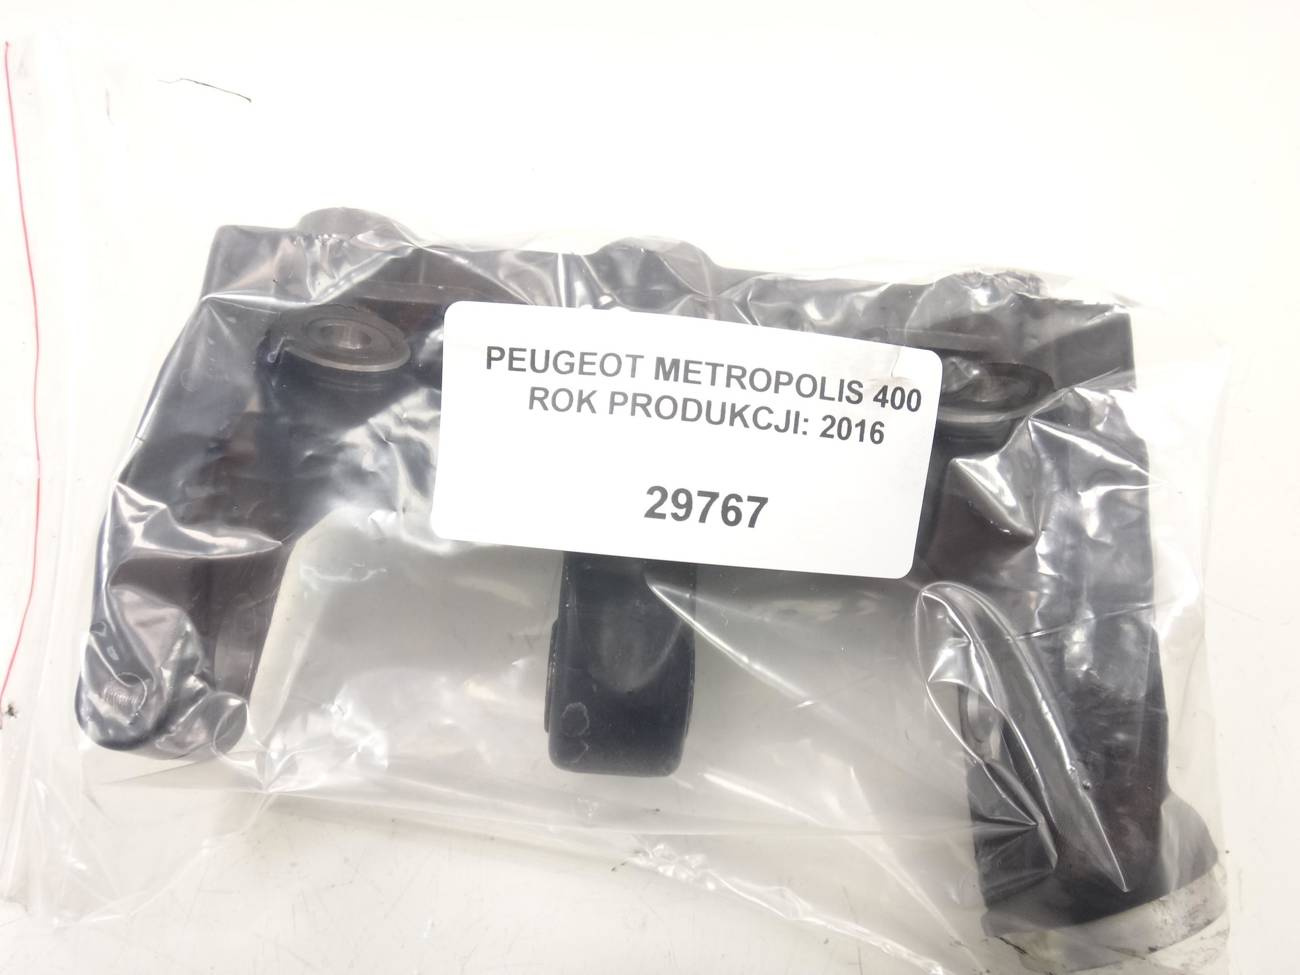 PEUGEOT METROPOLIS 400
ROK PRODUKCJI: 2016
29767